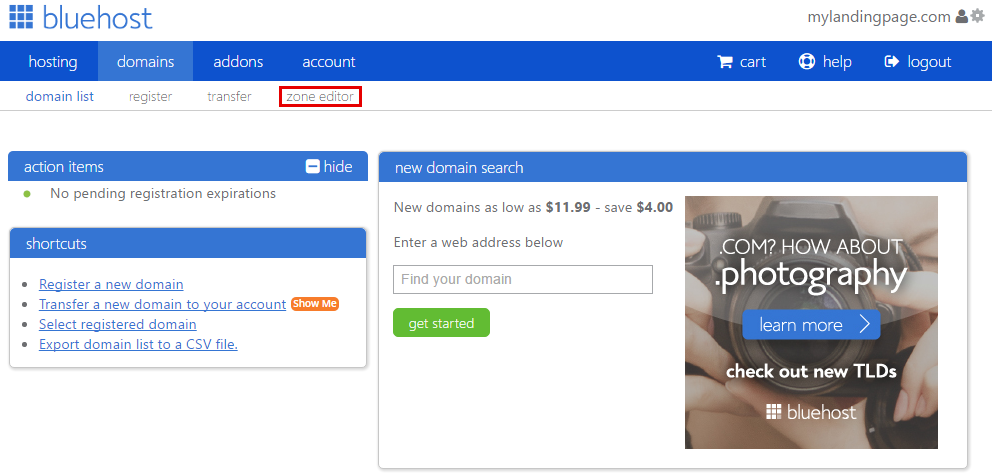 bluehost
mylandingpage.com
hosting domains addons account cart help logout
domain list register transfer zone editor
action items hide
No pending registration expirations
shortcuts
Register a new domain
Transfer a new domain to your account Show Me
Select registered domain
Export domain list to a CSV file.
new domain search
New domains as low as $11.99 - save $4.00
Enter a web address below
Find your domain
get started
.COM? HOW ABOUT
.photography
learn more
check out new TLDs
bluehost